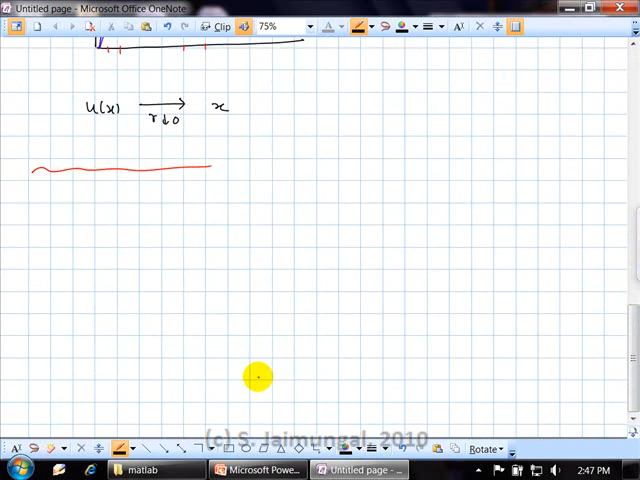 Untitled page - Microsoft Office OneNote
Clip 75%
u(x) → x
r↓0
(c) S. Jaimungal, 2010
Rotate
matlab Microsoft Powe... Untitled page - ... 2:47 PM